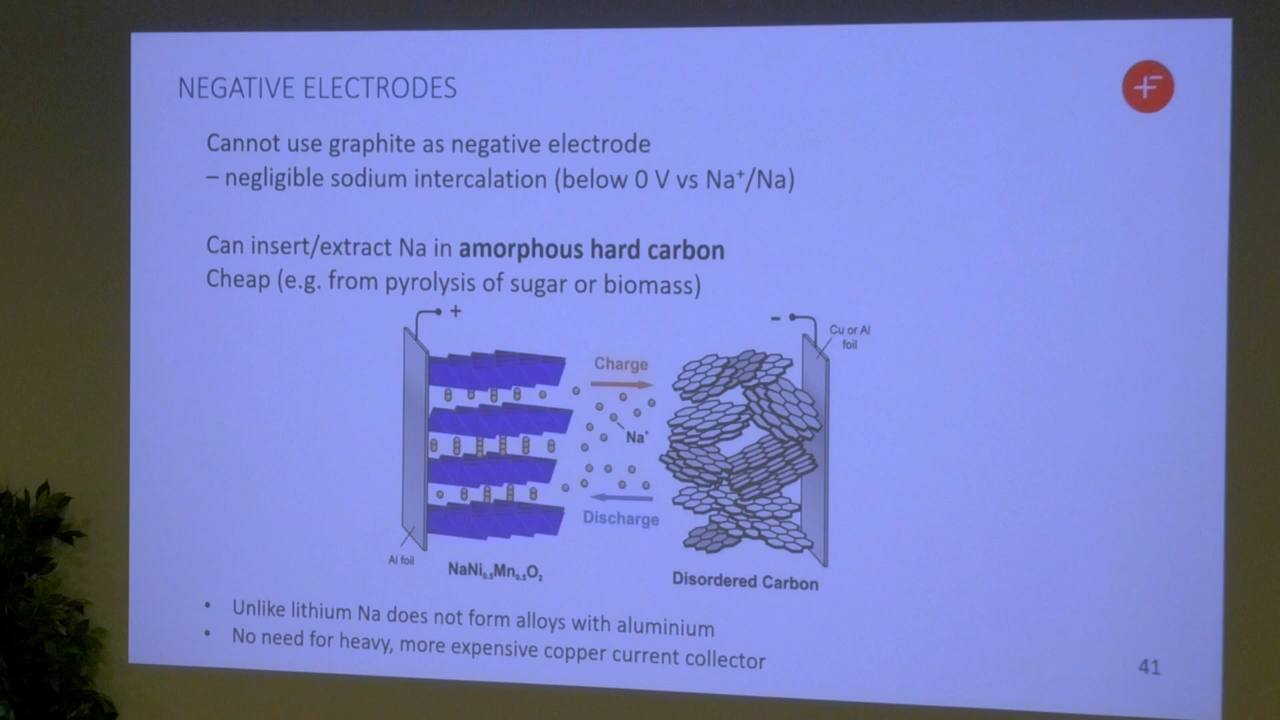 NEGATIVE ELECTRODES
Cannot use graphite as negative electrode
– negligible sodium intercalation (below 0 V vs Na⁺/Na)
Can insert/extract Na in amorphous hard carbon
Cheap (e.g. from pyrolysis of sugar or biomass)
+
-
Cu or Al
foil
Charge
Na⁺
Discharge
Al foil
NaNi₀.₅Mn₀.₅O₂
Disordered Carbon
• Unlike lithium Na does not form alloys with aluminium
• No need for heavy, more expensive copper current collector
41